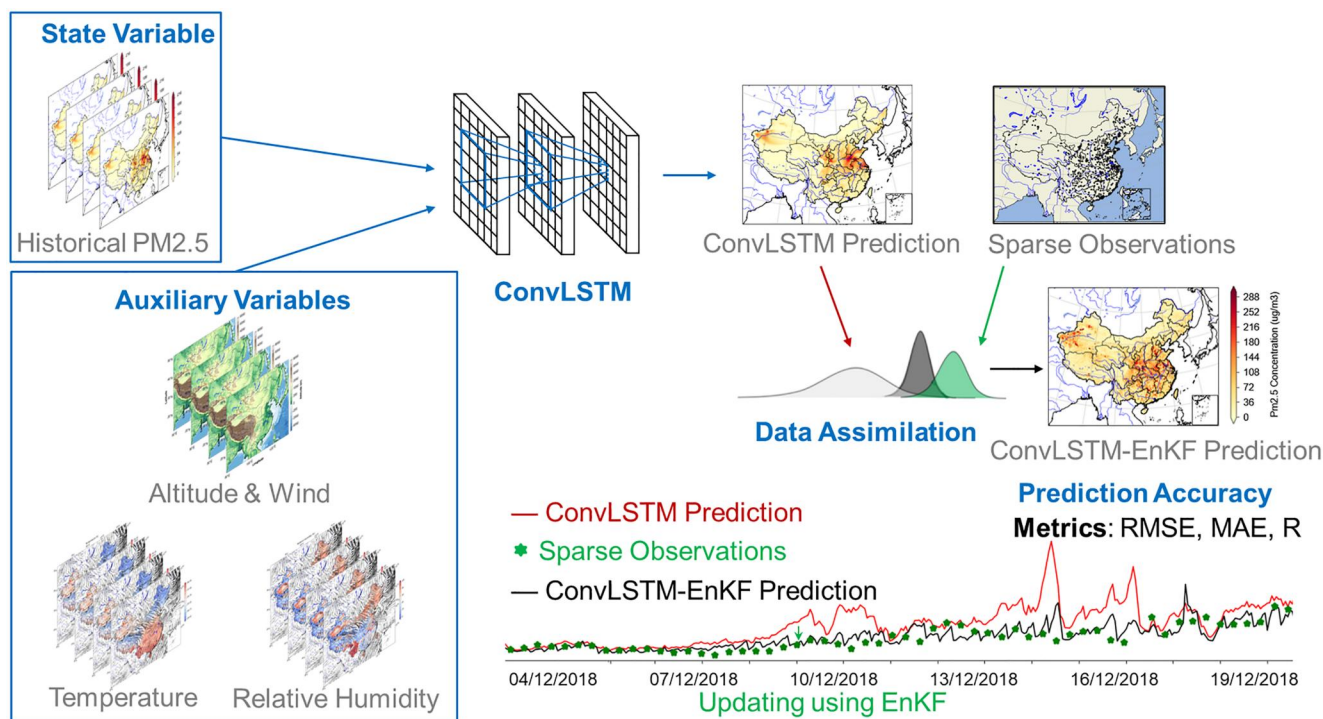 State Variable
Historical PM2.5
Auxiliary Variables
Altitude & Wind
Temperature
Relative Humidity
ConvLSTM
ConvLSTM Prediction
Sparse Observations
Data Assimilation
288
252
216
180
144
108
72
36
0
Pm2.5 Concentration (ug/m3)
ConvLSTM-EnKF Prediction
Prediction Accuracy
Metrics: RMSE, MAE, R
ConvLSTM Prediction
Sparse Observations
ConvLSTM-EnKF Prediction
04/12/2018 07/12/2018 10/12/2018 13/12/2018 16/12/2018 19/12/2018
Updating using EnKF